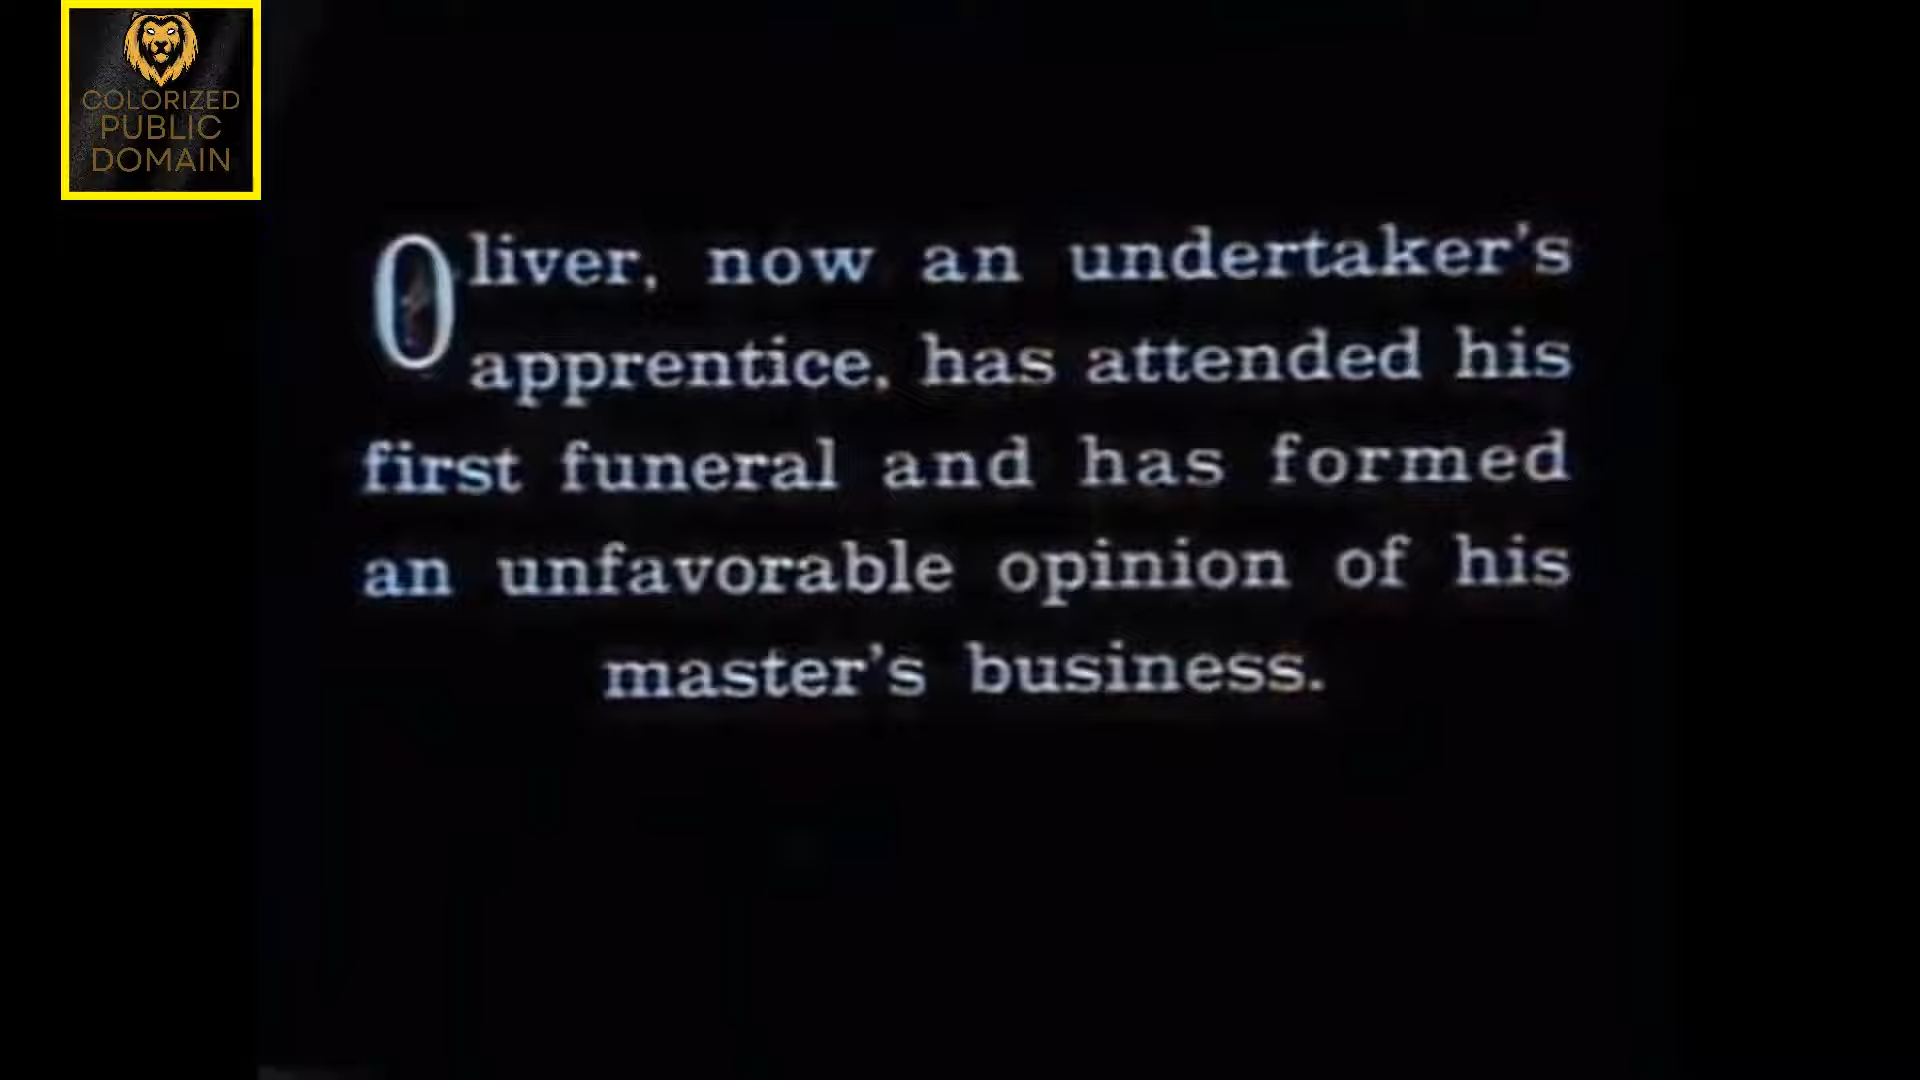 COLORIZED
PUBLIC
DOMAIN
Oliver, now an undertaker's
apprentice, has attended his
first funeral and has formed
an unfavorable opinion of his
master's business.